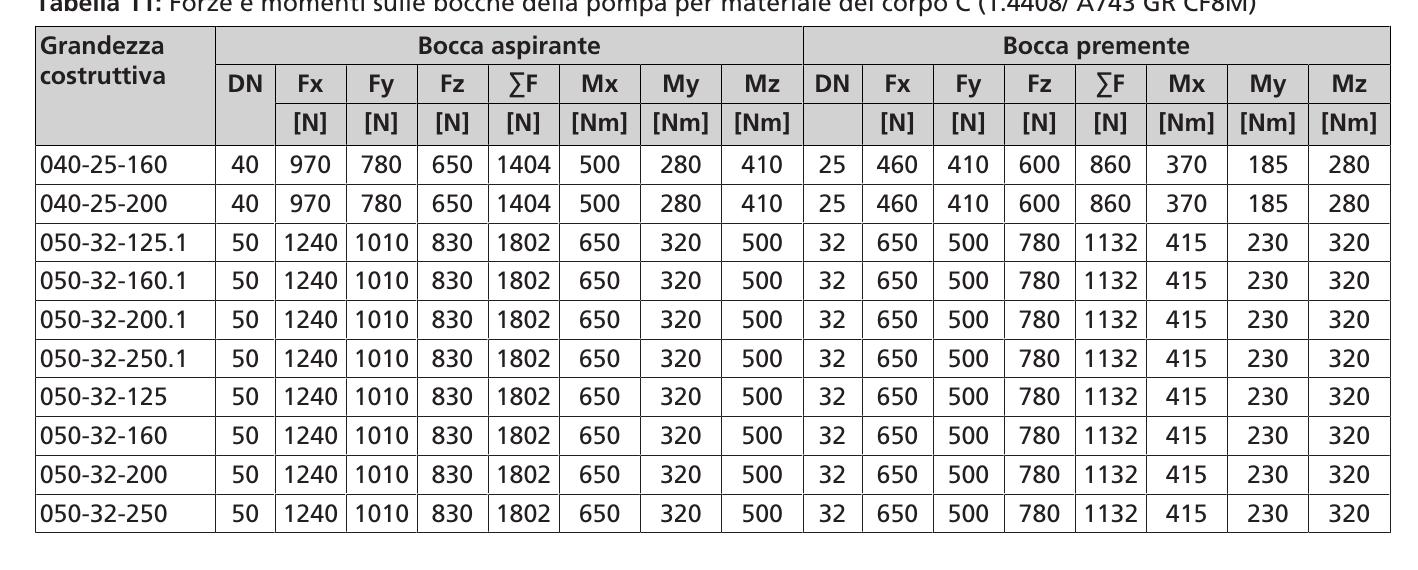 Tabella 11: Forze e momenti sulle bocche della pompa per materiale del corpo C (1.4408/ A743 GR CF8M)
Grandezza costruttiva Bocca aspirante Bocca premente
DN Fx Fy Fz ∑F Mx My Mz DN Fx Fy Fz ∑F Mx My Mz
[N] [N] [N] [N] [Nm] [Nm] [Nm] [N] [N] [N] [N] [Nm] [Nm] [Nm]
040-25-160 40 970 780 650 1404 500 280 410 25 460 410 600 860 370 185 280
040-25-200 40 970 780 650 1404 500 280 410 25 460 410 600 860 370 185 280
050-32-125.1 50 1240 1010 830 1802 650 320 500 32 650 500 780 1132 415 230 320
050-32-160.1 50 1240 1010 830 1802 650 320 500 32 650 500 780 1132 415 230 320
050-32-200.1 50 1240 1010 830 1802 650 320 500 32 650 500 780 1132 415 230 320
050-32-250.1 50 1240 1010 830 1802 650 320 500 32 650 500 780 1132 415 230 320
050-32-125 50 1240 1010 830 1802 650 320 500 32 650 500 780 1132 415 230 320
050-32-160 50 1240 1010 830 1802 650 320 500 32 650 500 780 1132 415 230 320
050-32-200 50 1240 1010 830 1802 650 320 500 32 650 500 780 1132 415 230 320
050-32-250 50 1240 1010 830 1802 650 320 500 32 650 500 780 1132 415 230 320